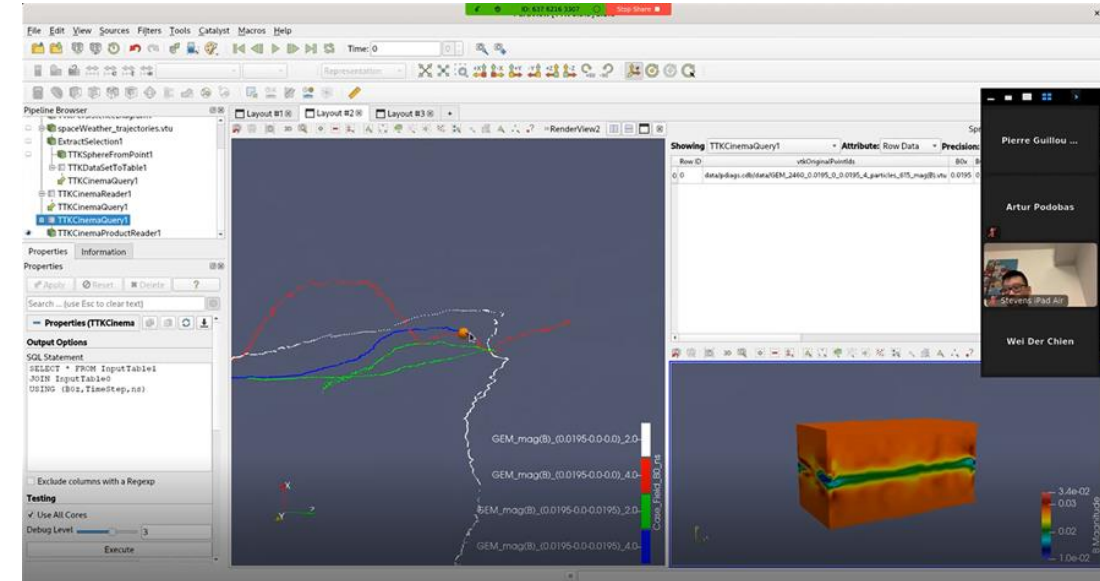 ID: 637 6216 3307 Stop Share
File Edit View Sources Filters Tools Catalyst Macros Help
Time: 0
Representation
Pipeline Browser
spaceWeather_trajectories.vtu
ExtractSelection1
TTKSphereFromPoint1
TTKDataSetToTable1
TTKCinemaQuery1
TTKCinemaReader1
TTKCinemaQuery1
TTKCinemaQuery1
TTKCinemaProductReader1
Properties Information
Properties
Apply Reset Delete ?
Search ... (use Esc to clear text)
Properties (TTKCinema
Output Options
SQL Statement
SELECT * FROM InputTable1
JOIN InputTable0
USING (B0z,TimeStep,ns)
Exclude columns with a Regexp
Testing
Use All Cores
Debug Level 3
Execute
Layout #1 Layout #2 Layout #3 +
RenderView2
GEM_mag(B)_(0.0195-0.0-0.0)_2.0
GEM_mag(B)_(0.0195-0.0-0.0)_4.0
GEM_mag(B)_(0.0195-0.0-0.0195)_2.0
GEM_mag(B)_(0.0195-0.0-0.0195)_4.0
Case_Field_B0_ns
X
Y
Z
Showing TTKCinemaQuery1 Attribute: Row Data Precision:
Row ID vtkOriginalPointIds B0x
0 0 0.0195
3.4e-02
0.03
0.02
1.0e-02
B Magnitude
Pierre Guillou ...
Artur Podobas
Stevens iPad Air
Wei Der Chien